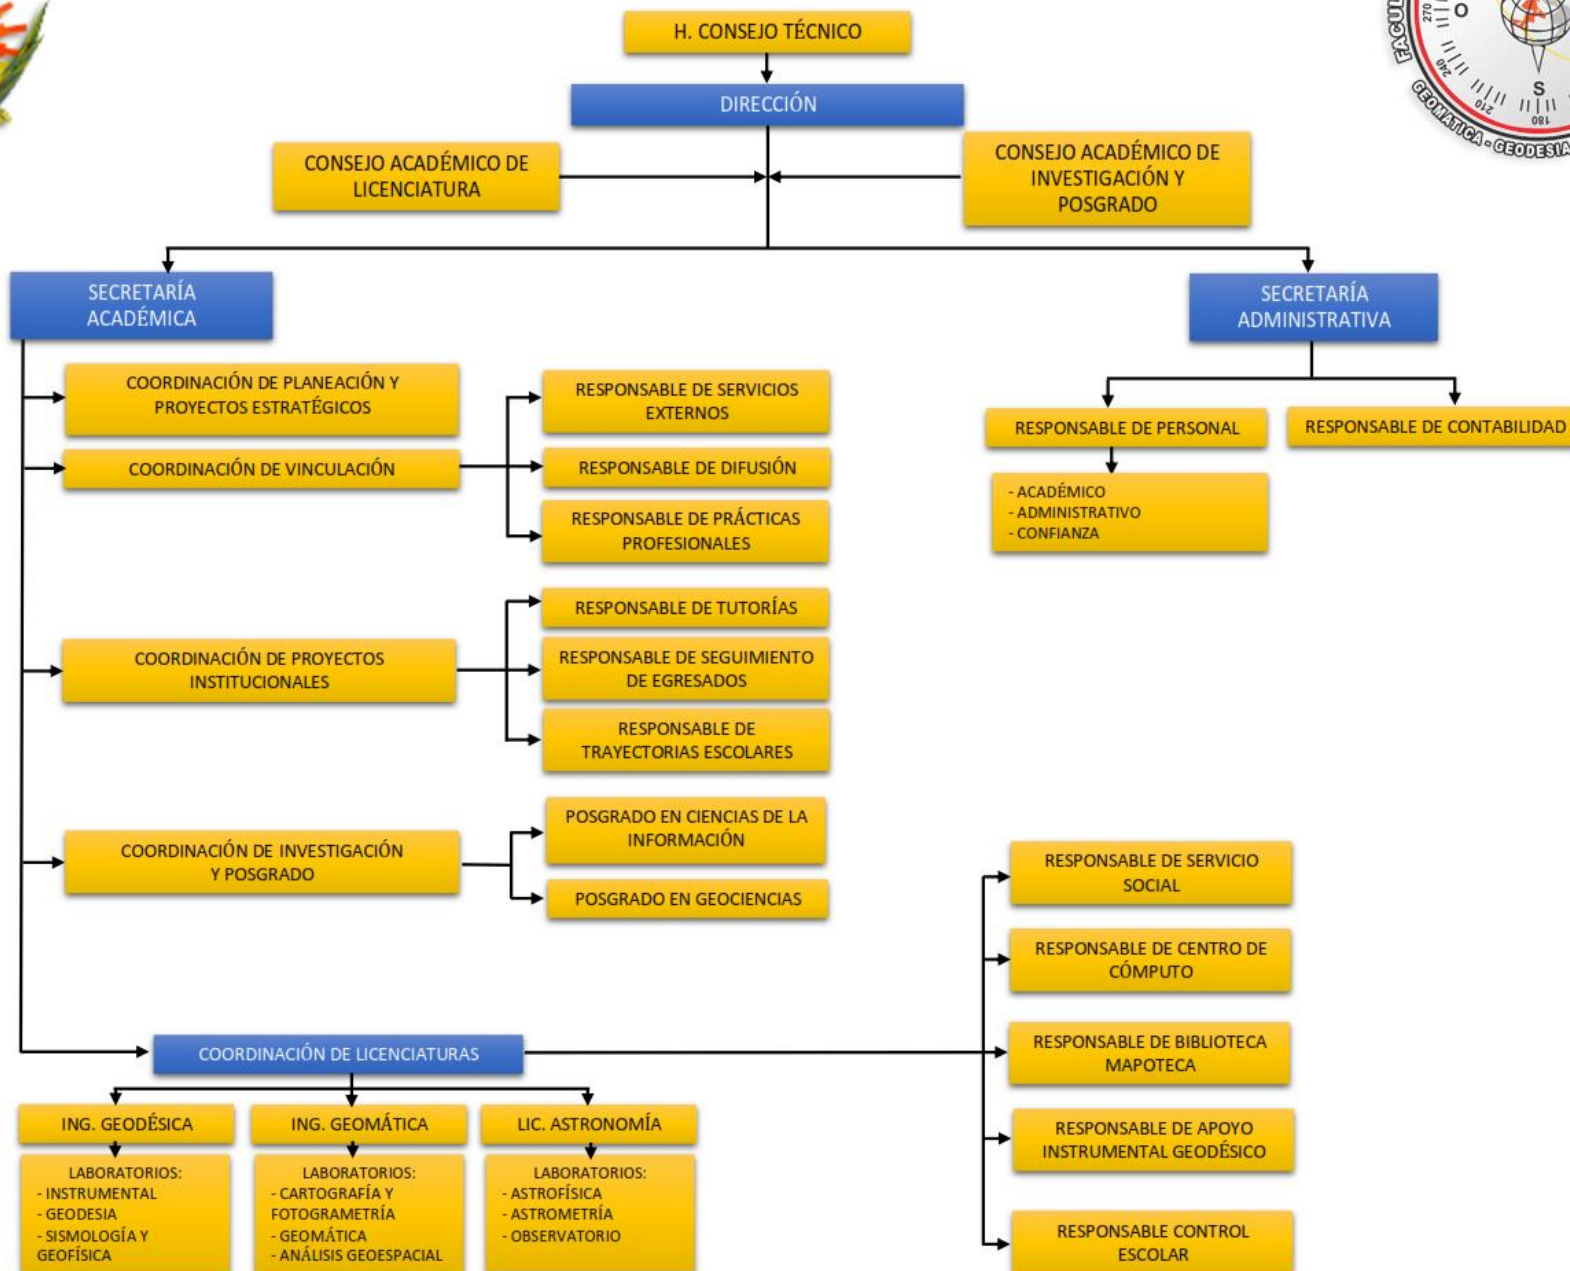 H. CONSEJO TÉCNICO
DIRECCIÓN
CONSEJO ACADÉMICO DE
LICENCIATURA
CONSEJO ACADÉMICO DE
INVESTIGACIÓN Y
POSGRADO
SECRETARÍA
ACADÉMICA
SECRETARÍA
ADMINISTRATIVA
COORDINACIÓN DE PLANEACIÓN Y
PROYECTOS ESTRATÉGICOS
COORDINACIÓN DE VINCULACIÓN
RESPONSABLE DE SERVICIOS
EXTERNOS
RESPONSABLE DE DIFUSIÓN
RESPONSABLE DE PRÁCTICAS
PROFESIONALES
RESPONSABLE DE PERSONAL
RESPONSABLE DE CONTABILIDAD
- ACADÉMICO
- ADMINISTRATIVO
- CONFIANZA
COORDINACIÓN DE PROYECTOS
INSTITUCIONALES
RESPONSABLE DE TUTORÍAS
RESPONSABLE DE SEGUIMIENTO
DE EGRESADOS
RESPONSABLE DE
TRAYECTORIAS ESCOLARES
COORDINACIÓN DE INVESTIGACIÓN
Y POSGRADO
POSGRADO EN CIENCIAS DE LA
INFORMACIÓN
POSGRADO EN GEOCIENCIAS
COORDINACIÓN DE LICENCIATURAS
RESPONSABLE DE SERVICIO
SOCIAL
RESPONSABLE DE CENTRO DE
CÓMPUTO
RESPONSABLE DE BIBLIOTECA
MAPOTECA
RESPONSABLE DE APOYO
INSTRUMENTAL GEODÉSICO
RESPONSABLE CONTROL
ESCOLAR
ING. GEODÉSICA
LABORATORIOS:
- INSTRUMENTAL
- GEODESIA
- SISMOLOGÍA Y
GEOFÍSICA
ING. GEOMÁTICA
LABORATORIOS:
- CARTOGRAFÍA Y
FOTOGRAMETRÍA
- GEOMÁTICA
- ANÁLISIS GEOESPACIAL
LIC. ASTRONOMÍA
LABORATORIOS:
- ASTROFÍSICA
- ASTROMETRÍA
- OBSERVATORIO
GEOMATICA - GEODESIA
270
O
240
210
S
180